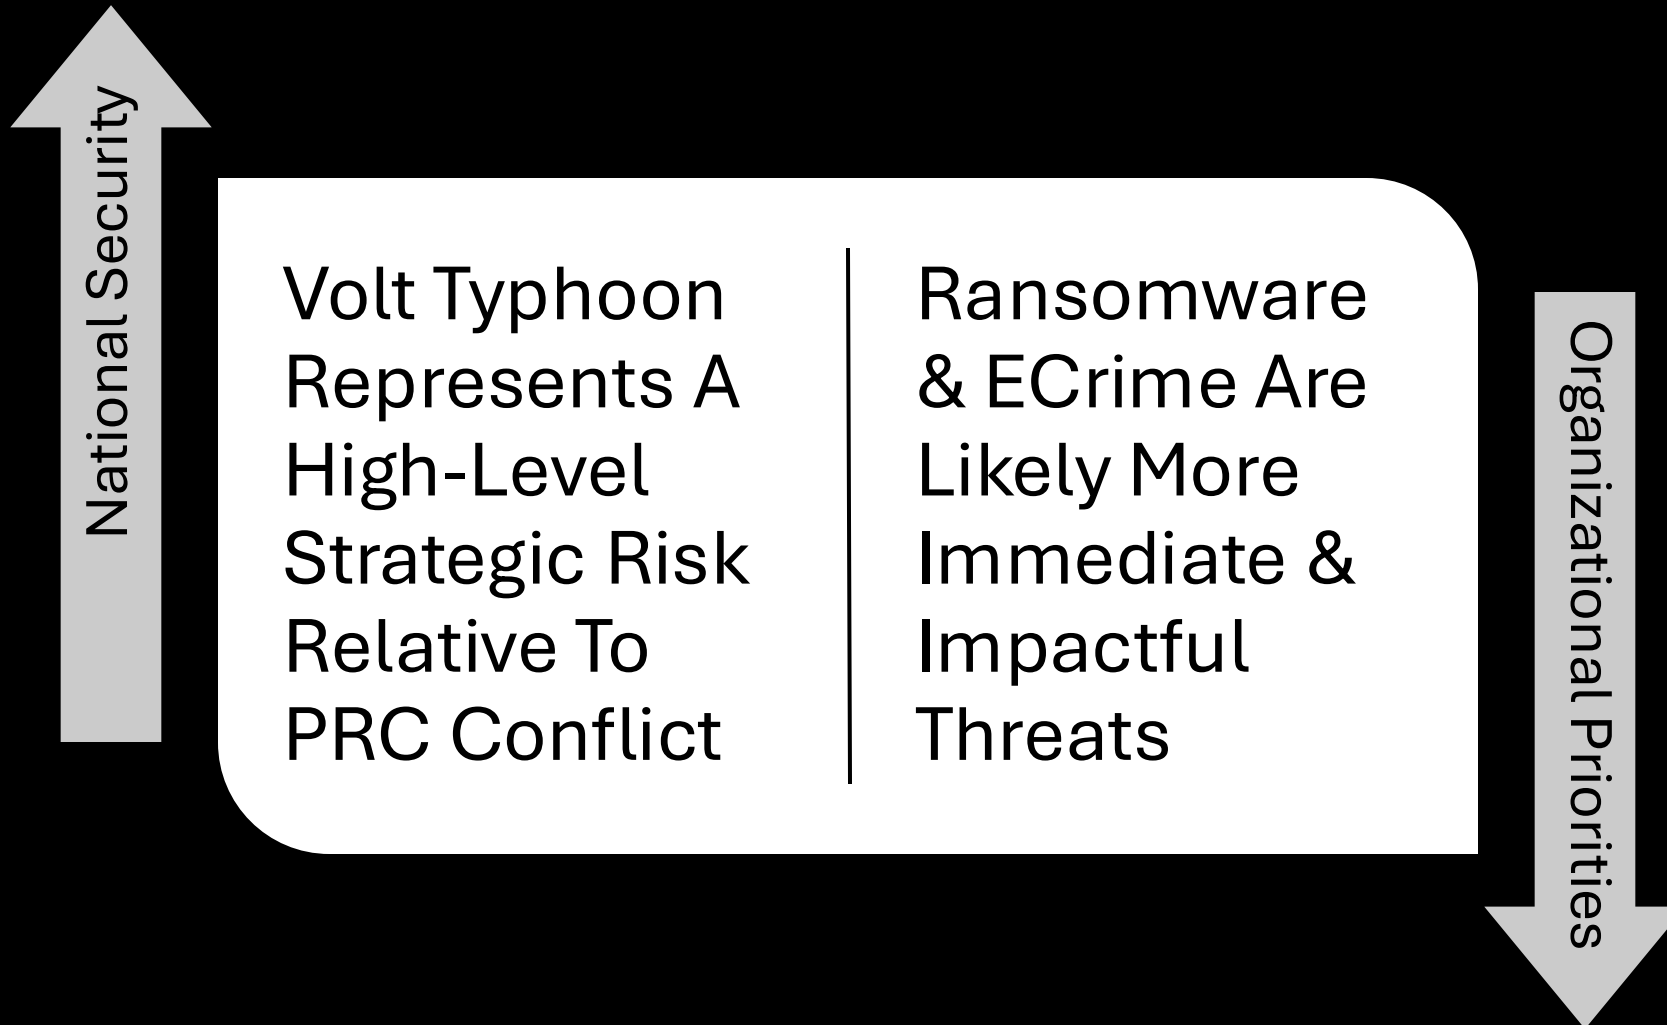 National Security
Volt Typhoon
Represents A
High-Level
Strategic Risk
Relative To
PRC Conflict
Ransomware
& ECrime Are
Likely More
Immediate &
Impactful
Threats
Organizational Priorities